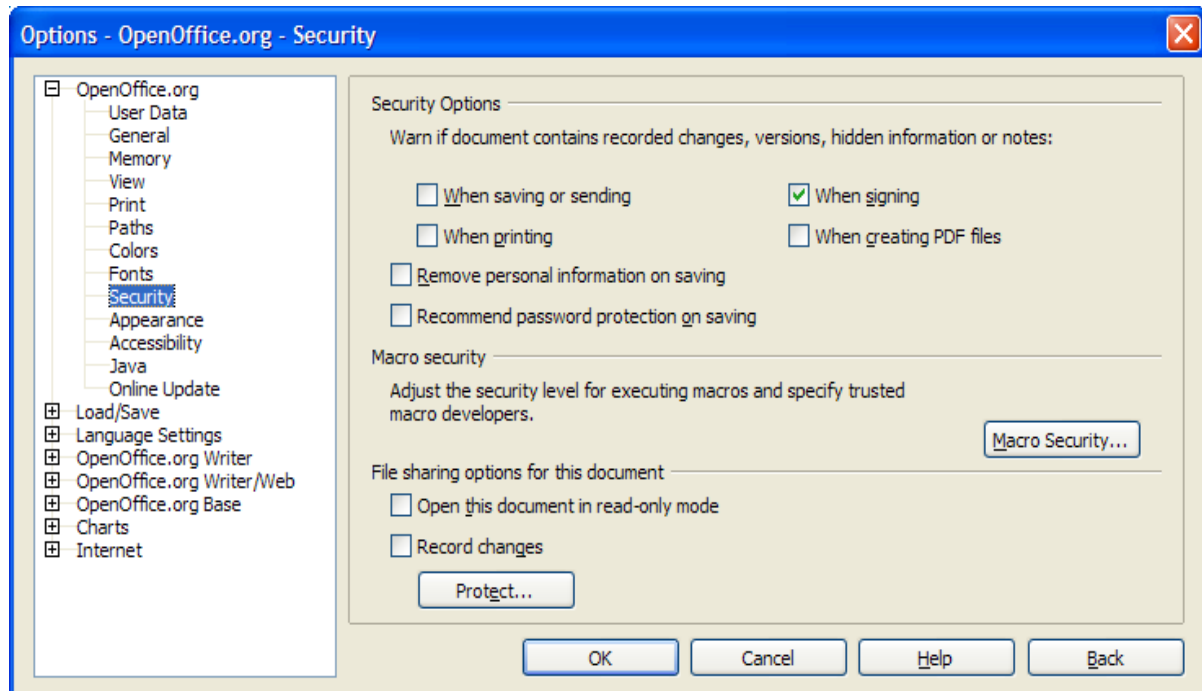 Options - OpenOffice.org - Security
OpenOffice.org
User Data
General
Memory
View
Print
Paths
Colors
Fonts
Security
Appearance
Accessibility
Java
Online Update
Load/Save
Language Settings
OpenOffice.org Writer
OpenOffice.org Writer/Web
OpenOffice.org Base
Charts
Internet
Security Options
Warn if document contains recorded changes, versions, hidden information or notes:
When saving or sending
When signing
When printing
When creating PDF files
Remove personal information on saving
Recommend password protection on saving
Macro security
Adjust the security level for executing macros and specify trusted
macro developers.
Macro Security...
File sharing options for this document
Open this document in read-only mode
Record changes
Protect...
OK
Cancel
Help
Back